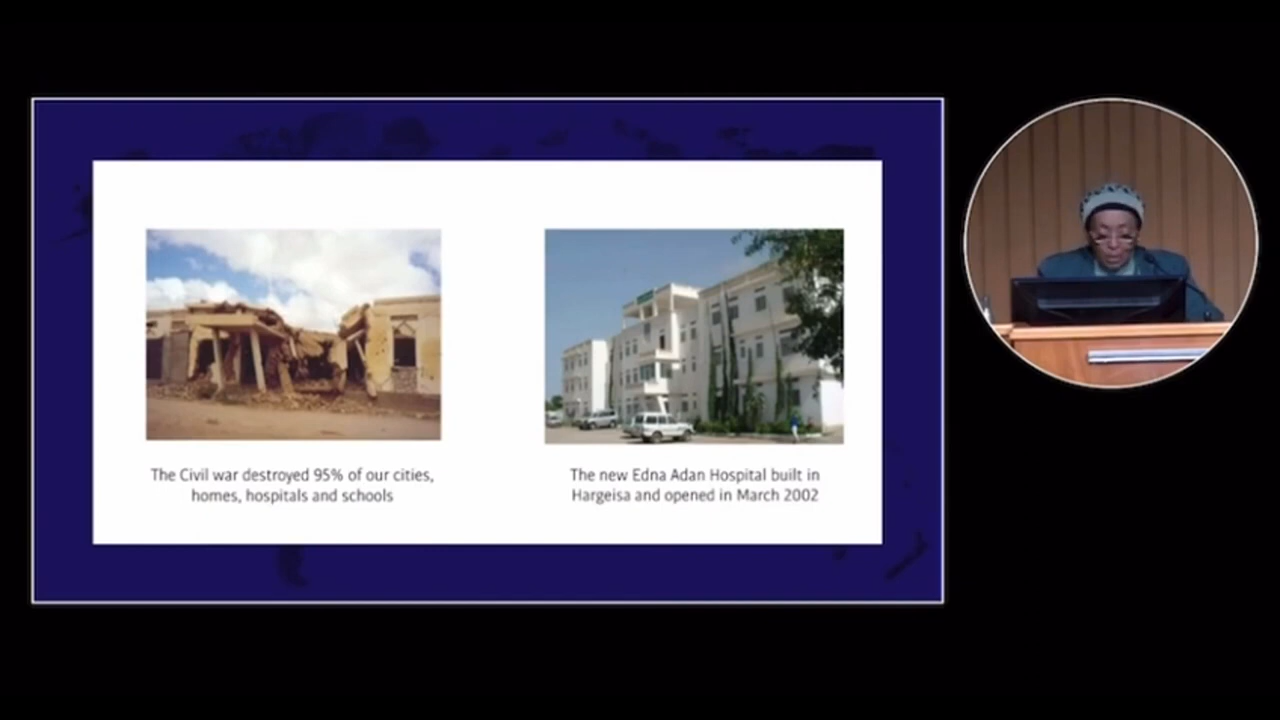 The Civil war destroyed 95% of our cities,
homes, hospitals and schools
The new Edna Adan Hospital built in
Hargeisa and opened in March 2002